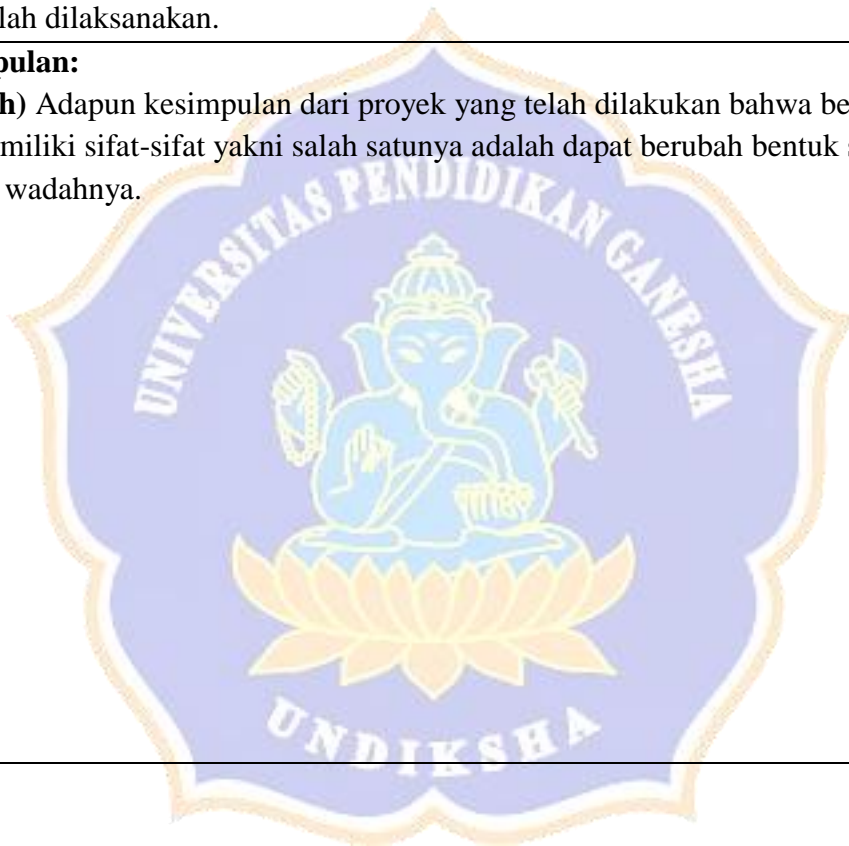 lah dilaksanakan.
pulan:
h) Adapun kesimpulan dari proyek yang telah dilakukan bahwa be
miliki sifat-sifat yakni salah satunya adalah dapat berubah bentuk s
wadahnya.
UNIVERSITAS PENDIDIKAN GANESHA
UNDIKSHA